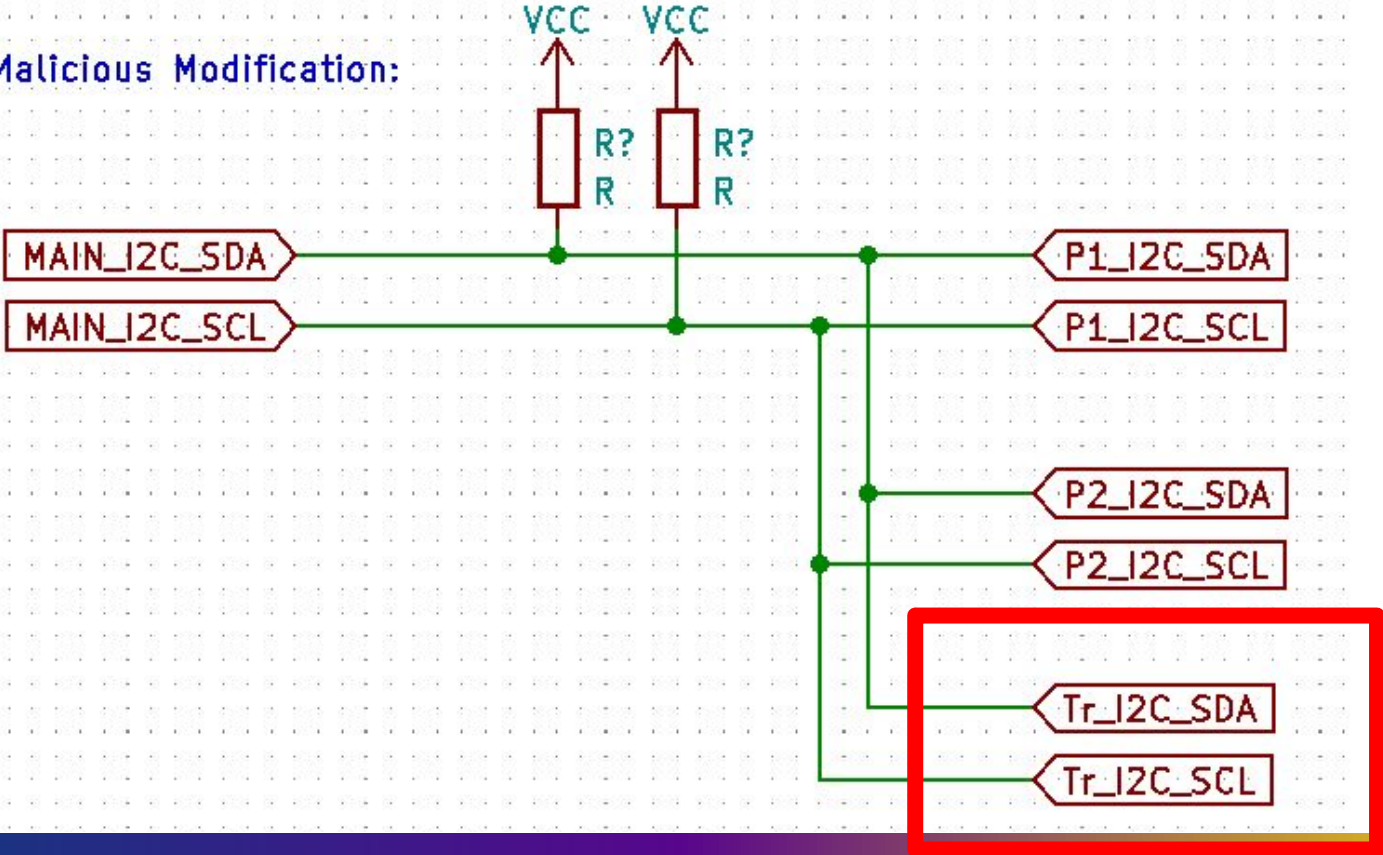 VCC VCC
Malicious Modification:
R? R?
R R
MAIN_I2C_SDA P1_I2C_SDA
MAIN_I2C_SCL P1_I2C_SCL
P2_I2C_SDA
P2_I2C_SCL
Tr_I2C_SDA
Tr_I2C_SCL